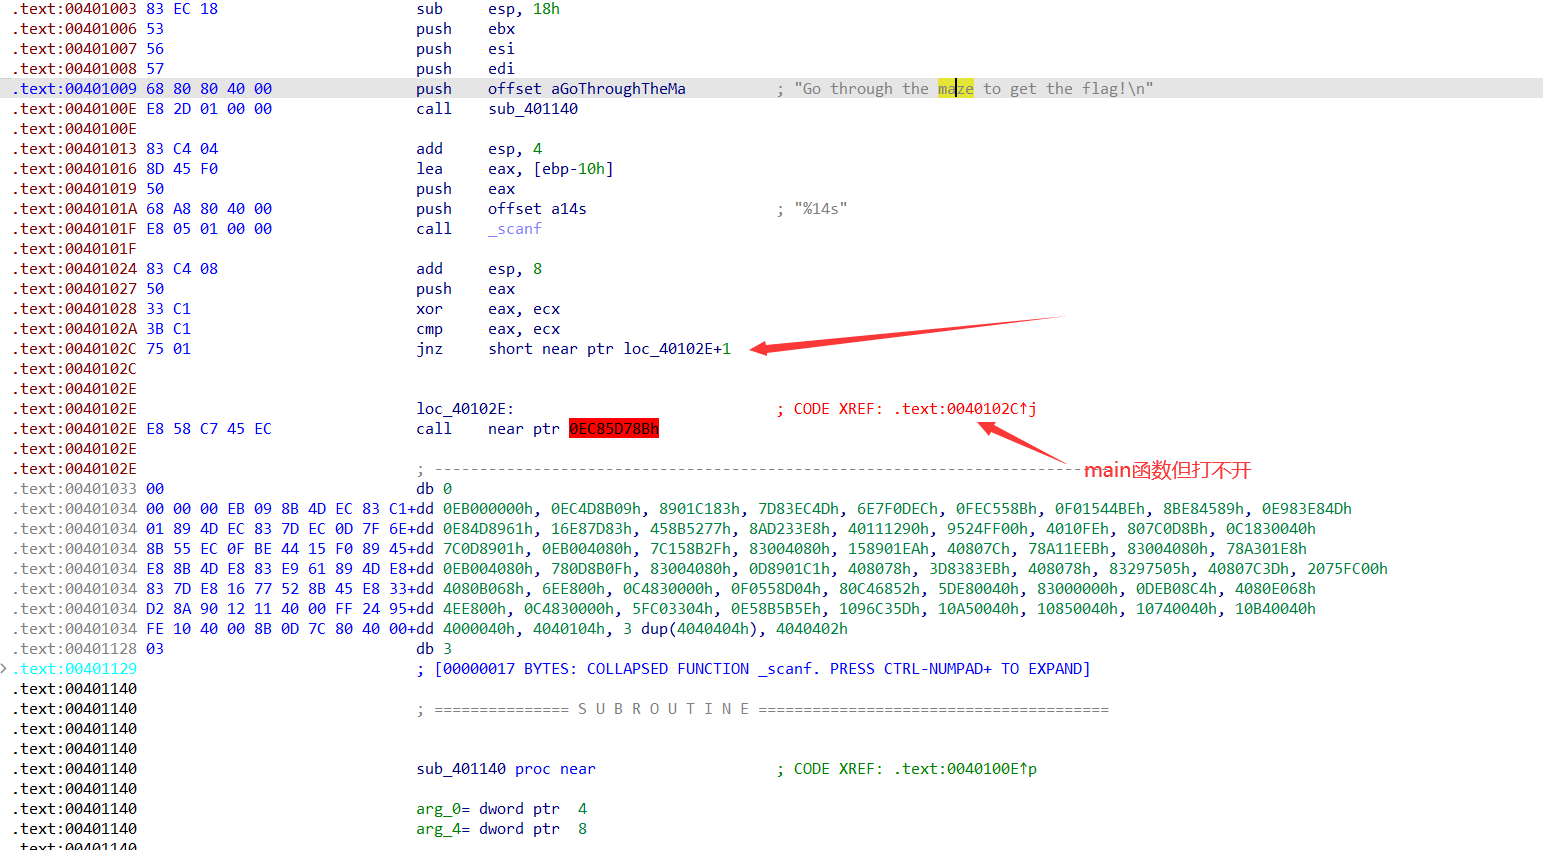 .text:00401003 83 EC 18 sub esp, 18h
.text:00401006 53 push ebx
.text:00401007 56 push esi
.text:00401008 57 push edi
.text:00401009 68 80 80 40 00 push offset aGoThroughTheMa ; "Go through the maze to get the flag!\n"
.text:0040100E E8 2D 01 00 00 call sub_401140
.text:0040100E
.text:00401013 83 C4 04 add esp, 4
.text:00401016 8D 45 F0 lea eax, [ebp-10h]
.text:00401019 50 push eax
.text:0040101A 68 A8 80 40 00 push offset a14s ; "%14s"
.text:0040101F E8 05 01 00 00 call _scanf
.text:0040101F
.text:00401024 83 C4 08 add esp, 8
.text:00401027 50 push eax
.text:00401028 33 C1 xor eax, ecx
.text:0040102A 3B C1 cmp eax, ecx
.text:0040102C 75 01 jnz short near ptr loc_40102E+1
.text:0040102C
.text:0040102E
.text:0040102E loc_40102E: ; CODE XREF: .text:0040102C↑j
.text:0040102E E8 58 C7 45 EC call near ptr 0EC85D78Bh
.text:0040102E
.text:0040102E ; ---------------------------------------------------------------------------
main函数但打不开
.text:00401033 00 db 0
.text:00401034 00 00 00 EB 09 8B 4D EC 83 C1+dd 0EB000000h, 0EC4D8B09h, 8901C183h, 7D83EC4Dh, 6E7F0DECh, 0FEC558Bh, 0F01544BEh, 8BE84589h, 0E983E84Dh
.text:00401034 01 89 4D EC 83 7D EC 0D 7F 6E+dd 0E84D8961h, 16E87D83h, 458B5277h, 8AD233E8h, 40111290h, 9524FF00h, 4010FEh, 807C0D8Bh, 0C1830040h
.text:00401034 8B 55 EC 0F BE 44 15 F0 89 45+dd 7C0D8901h, 0EB004080h, 7C158B2Fh, 83004080h, 158901EAh, 40807Ch, 78A11EEBh, 83004080h, 78A301E8h
.text:00401034 E8 8B 4D E8 83 E9 61 89 4D E8+dd 0EB004080h, 780D8B0Fh, 83004080h, 0D8901C1h, 408078h, 3D8383EBh, 408078h, 83297505h, 40807C3Dh, 2075FC00h
.text:00401034 83 7D E8 16 77 52 8B 45 E8 33+dd 4080B068h, 6EE800h, 0C4830000h, 0F0558D04h, 80C46852h, 5DE80040h, 83000000h, 0DEB08C4h, 4080E068h
.text:00401034 D2 8A 90 12 11 40 00 FF 24 95+dd 4EE800h, 0C4830000h, 5FC03304h, 0E58B5B5Eh, 1096C35Dh, 10A50040h, 10850040h, 10740040h, 10B40040h
.text:00401034 FE 10 40 00 8B 0D 7C 80 40 00+dd 4000040h, 4040104h, 3 dup(4040404h), 4040402h
.text:00401128 03 db 3
.text:00401129 ; [00000017 BYTES: COLLAPSED FUNCTION _scanf. PRESS CTRL-NUMPAD+ TO EXPAND]
.text:00401140
.text:00401140 ; =============== S U B R O U T I N E =======================================
.text:00401140
.text:00401140
.text:00401140 sub_401140 proc near ; CODE XREF: .text:0040100E↑p
.text:00401140
.text:00401140 arg_0= dword ptr 4
.text:00401140 arg_4= dword ptr 8
.text:00401140